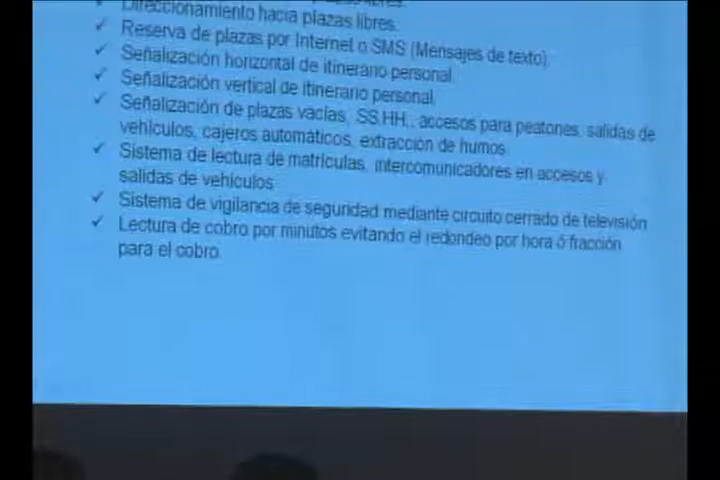 Direccionamiento hacia plazas libres.
Reserva de plazas por Internet o SMS (Mensajes de texto)
Señalización horizontal de itinerario personal
Señalización vertical de itinerario personal
Señalización de plazas vacías, SS.HH., accesos para peatones, salidas de
vehículos, cajeros automáticos, extracción de humos
Sistema de lectura de matrículas, intercomunicadores en accesos y
salidas de vehículos
Sistema de vigilancia de seguridad mediante circuito cerrado de televisión
Lectura de cobro por minutos evitando el redondeo por hora ó fracción
para el cobro.